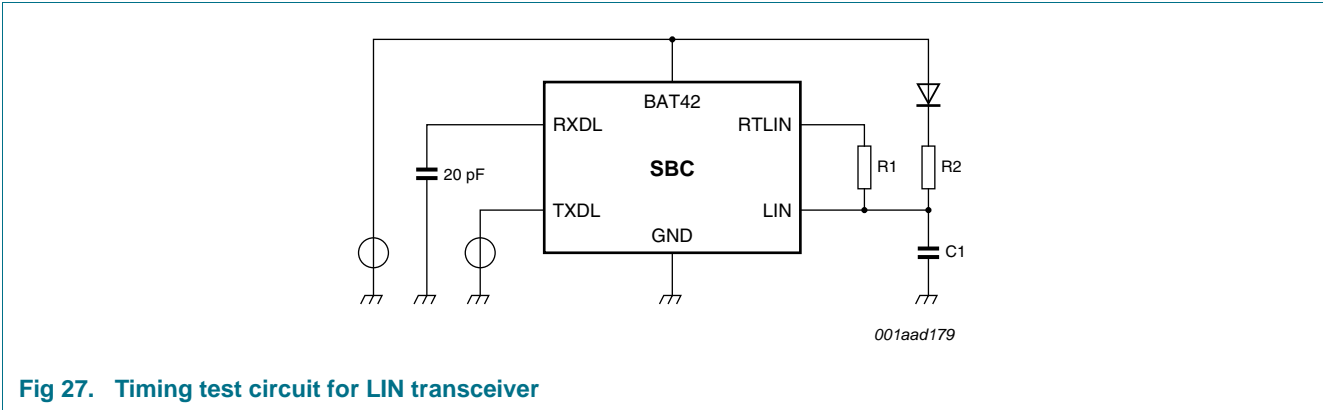 BAT42
RXDL
RTLIN
SBC
R1
R2
20 pF
TXDL
LIN
GND
C1
001aad179
Fig 27. Timing test circuit for LIN transceiver